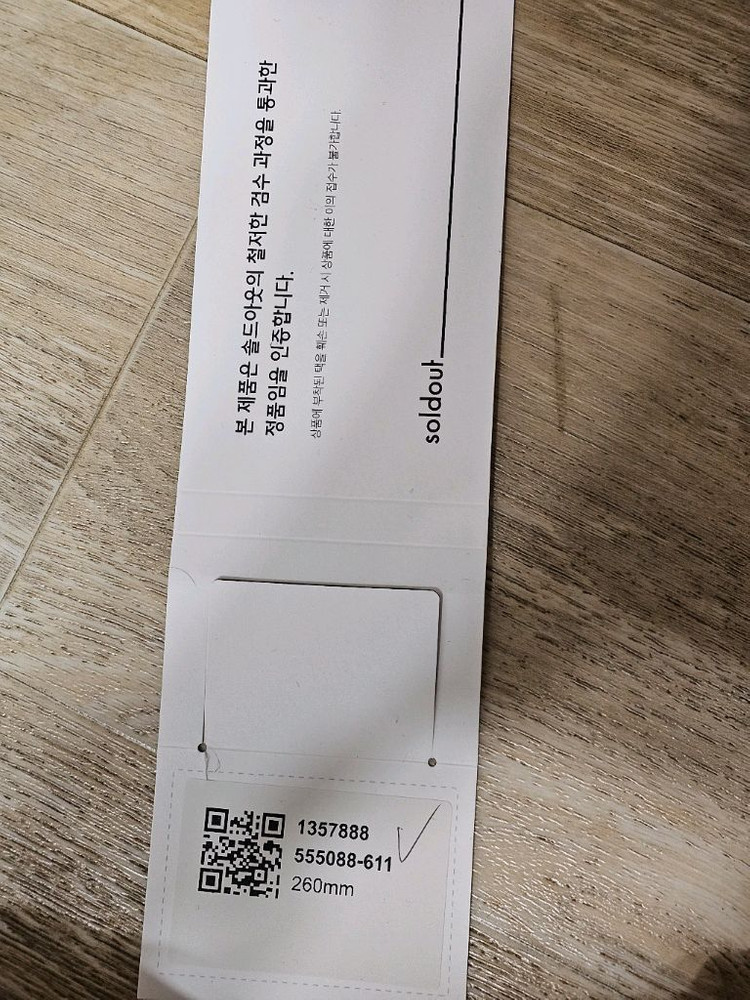 본 제품은 솔드아웃의 철저한 검수 과정을 통과한
정품임을 인증합니다.
상품에 부착된 택을 훼손 또는 제거 시 상품에 대한 이의 접수가 불가합니다.
soldout
1357888
555088-611
260mm